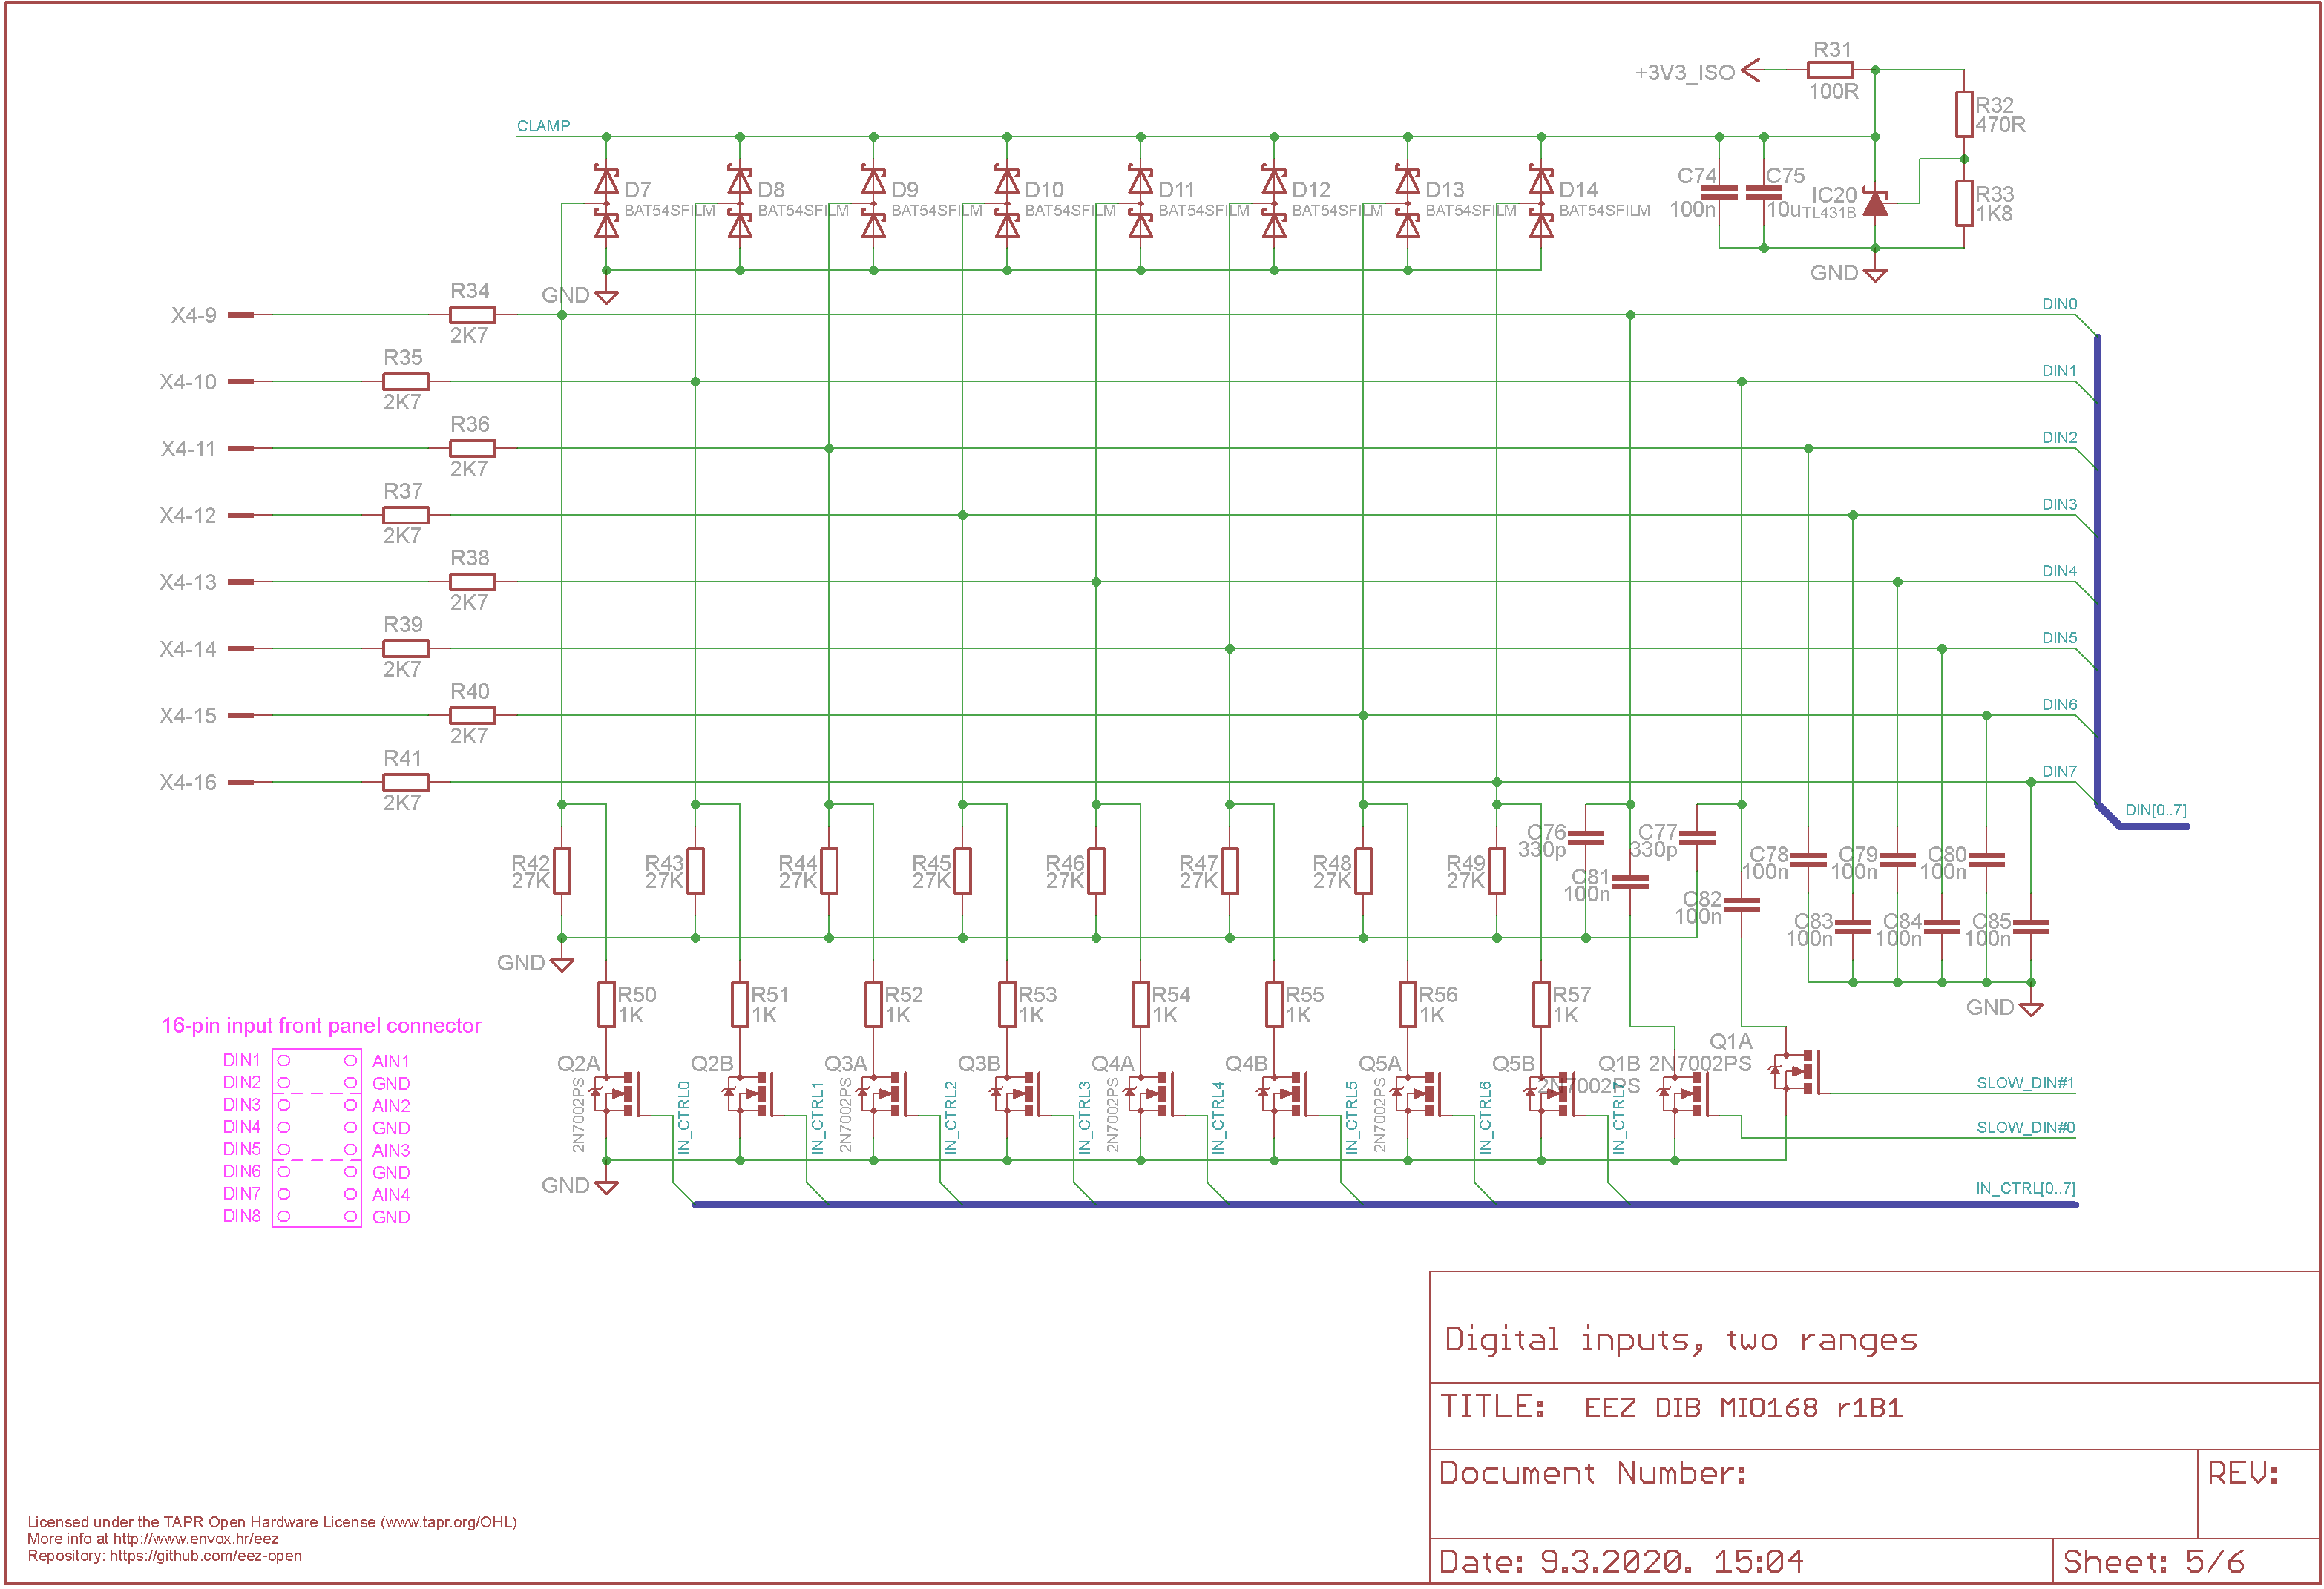 R31
+3V3_ISO
100R
R32
470R
CLAMP
D7
BAT54SFILM
D8
BAT54SFILM
D9
BAT54SFILM
D10
BAT54SFILM
D11
BAT54SFILM
D12
BAT54SFILM
D13
BAT54SFILM
D14
BAT54SFILM
C74
100n
C75
10u
IC20
TL431B
R33
1K8
GND
GND
X4-9
R34
2K7
DIN0
X4-10
R35
2K7
DIN1
X4-11
R36
2K7
DIN2
X4-12
R37
2K7
DIN3
X4-13
R38
2K7
DIN4
X4-14
R39
2K7
DIN5
X4-15
R40
2K7
DIN6
X4-16
R41
2K7
DIN7
DIN[0..7]
R42
27K
R43
27K
R44
27K
R45
27K
R46
27K
R47
27K
R48
27K
R49
27K
C76
330p
C77
330p
C81
100n
C82
100n
C78
100n
C79
100n
C80
100n
C83
100n
C84
100n
C85
100n
GND
GND
R50
1K
R51
1K
R52
1K
R53
1K
R54
1K
R55
1K
R56
1K
R57
1K
Q2A
2N7002PS
IN_CTRL0
Q2B
IN_CTRL1
Q3A
2N7002PS
IN_CTRL2
Q3B
IN_CTRL3
Q4A
2N7002PS
IN_CTRL4
Q4B
IN_CTRL5
Q5A
2N7002PS
IN_CTRL6
Q5B
2N7002PS
IN_CTRL7
Q1B
Q1A
2N7002PS
SLOW_DIN#1
SLOW_DIN#0
GND
IN_CTRL[0..7]
16-pin input front panel connector
DIN1 AIN1
DIN2 GND
DIN3 AIN2
DIN4 GND
DIN5 AIN3
DIN6 GND
DIN7 AIN4
DIN8 GND
Digital inputs, two ranges
TITLE: EEZ DIB MIO168 r1B1
Document Number:
REV:
Date: 9.3.2020. 15:04
Sheet: 5/6
Licensed under the TAPR Open Hardware License (www.tapr.org/OHL)
More info at http://www.envox.hr/eez
Repository: https://github.com/eez-open